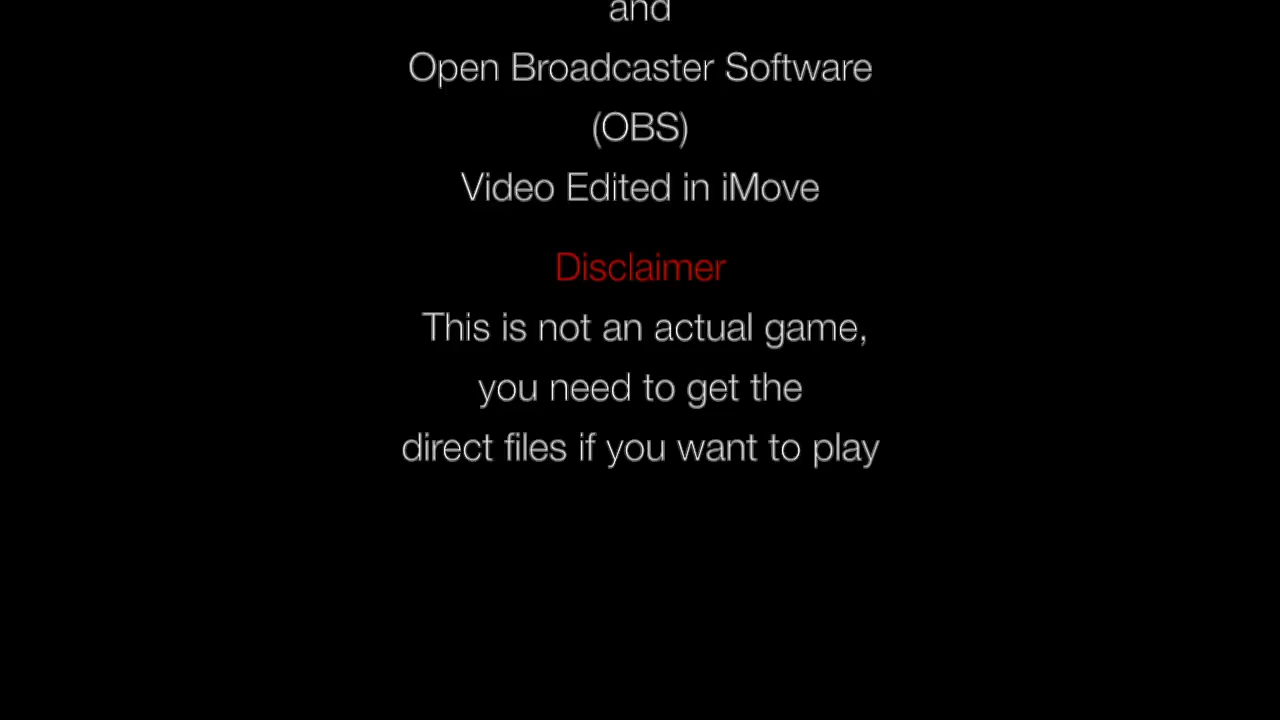 and
Open Broadcaster Software
(OBS)
Video Edited in iMove
Disclaimer
This is not an actual game,
you need to get the
direct files if you want to play